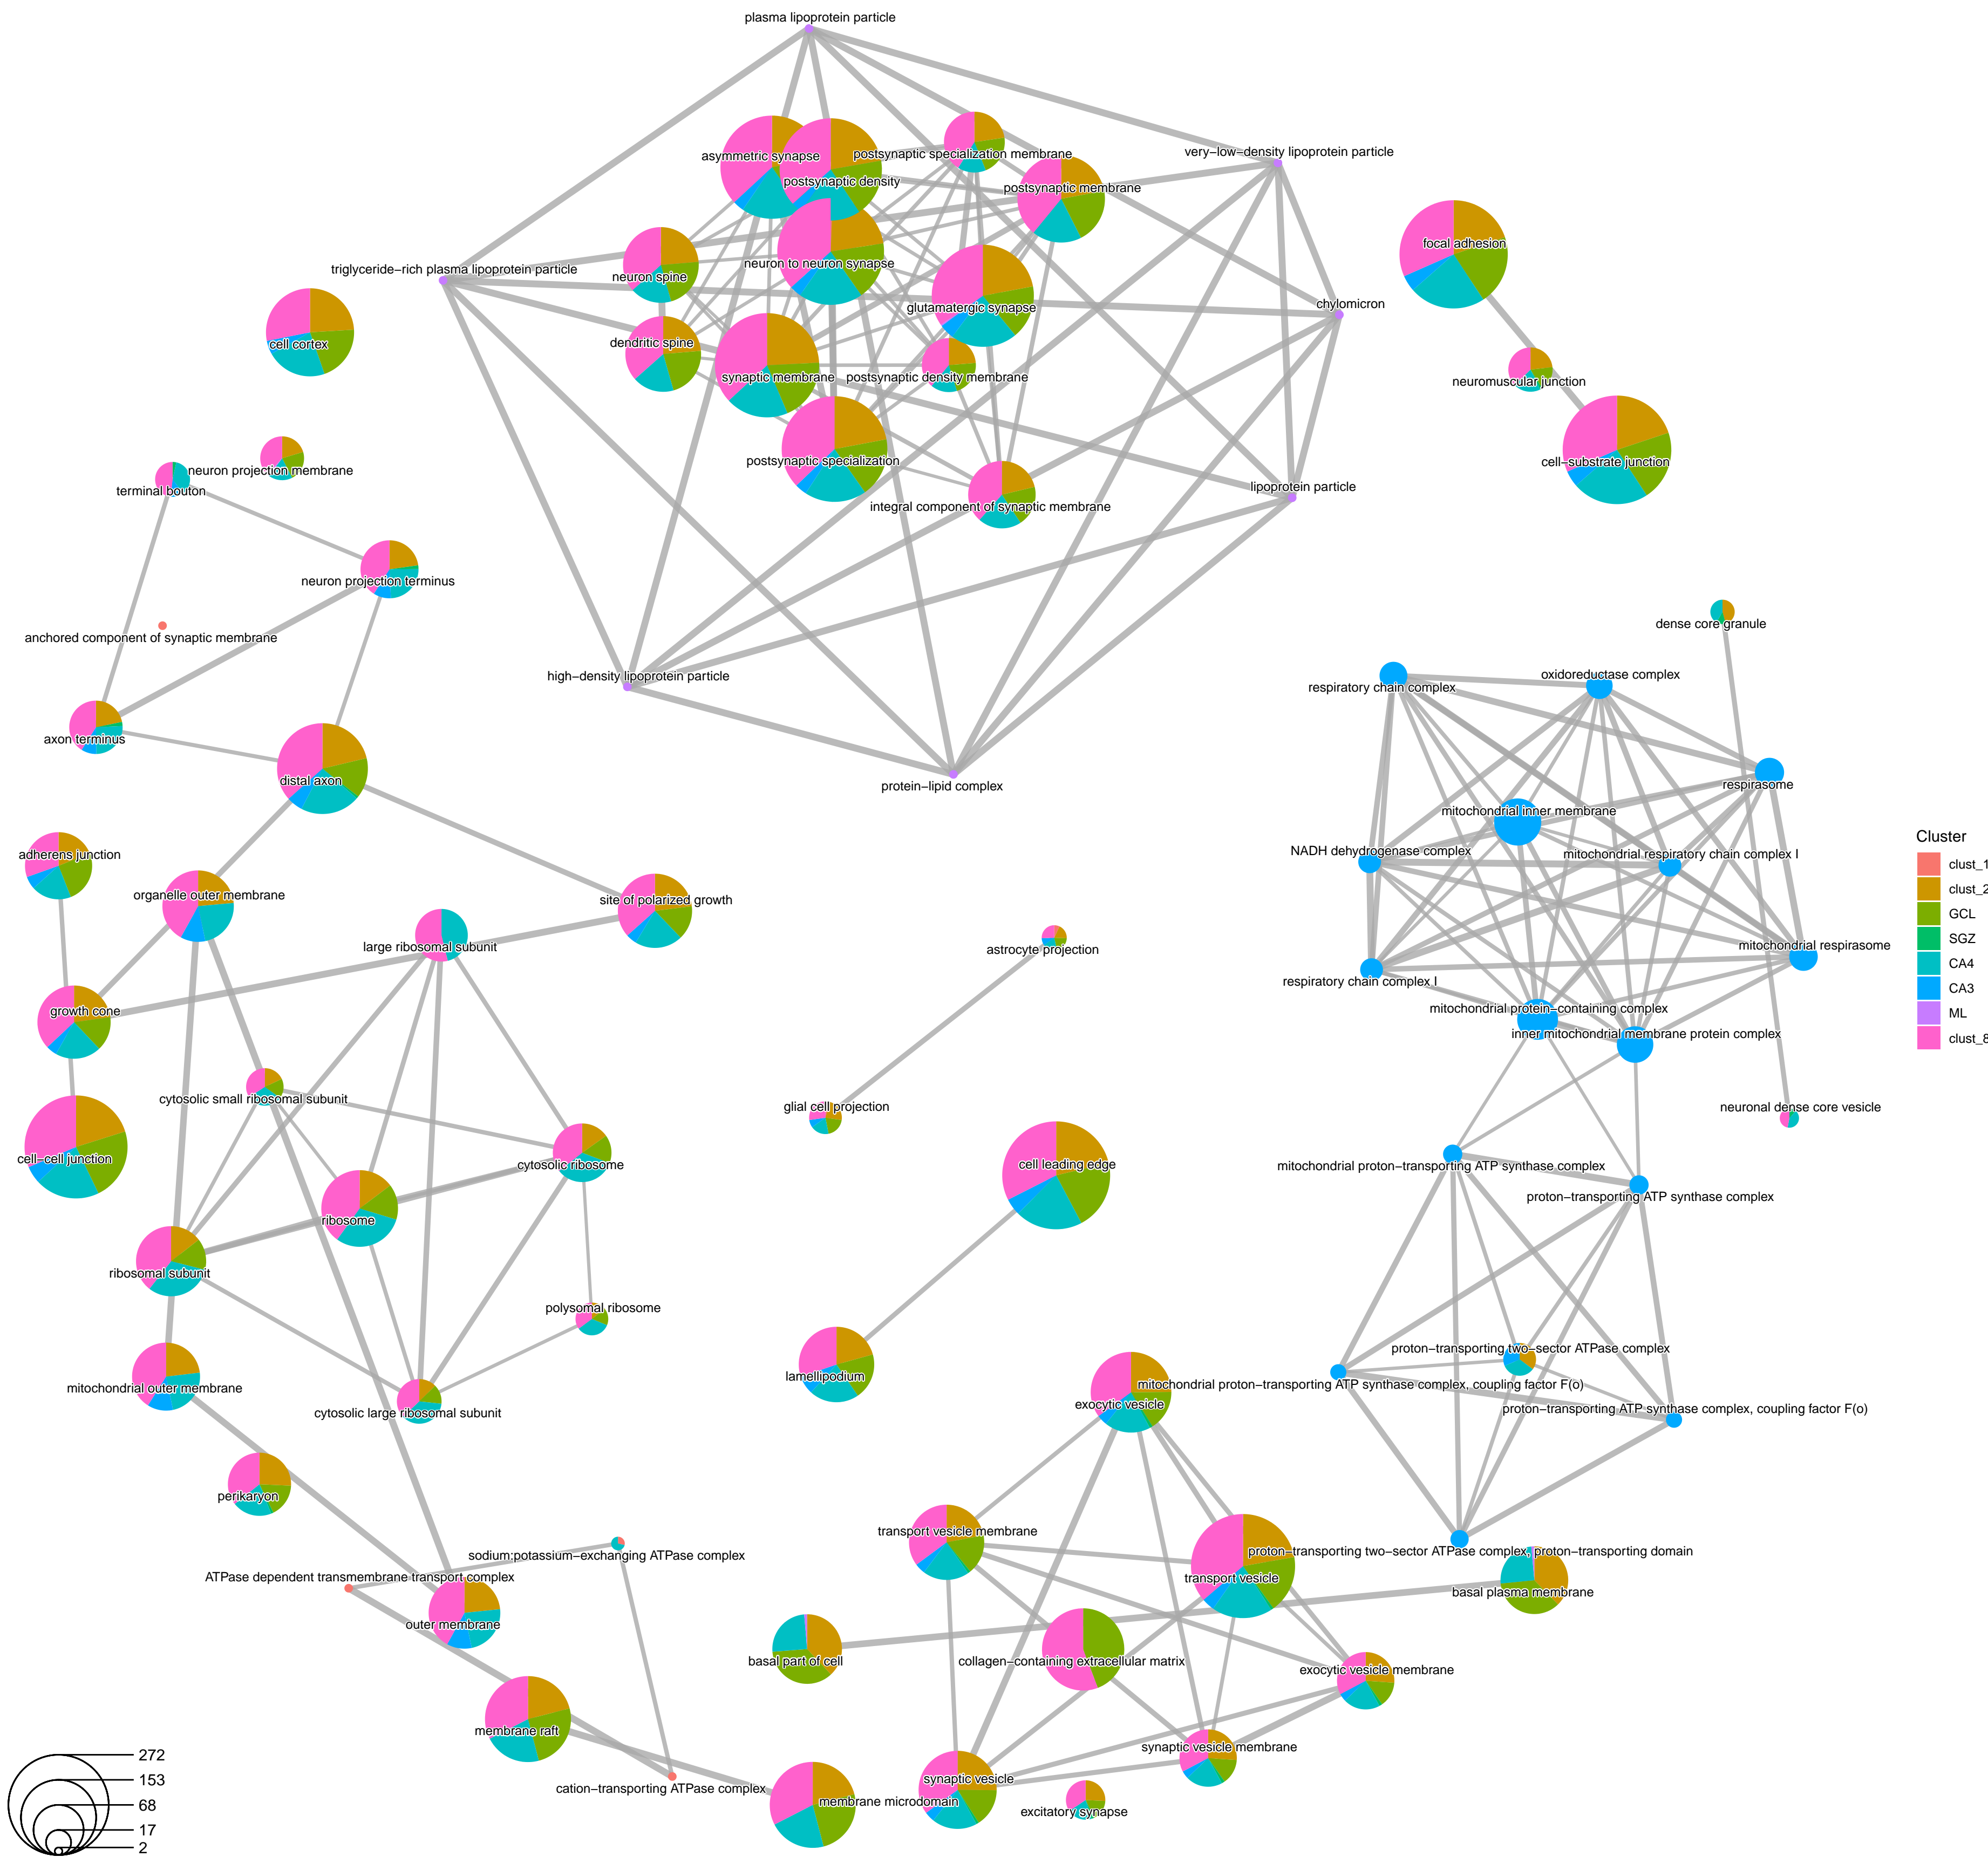 plasma lipoprotein particle
asymmetric synapse
postsynaptic specialization membrane
very−low−density lipoprotein particle
postsynaptic density
postsynaptic membrane
focal adhesion
neuron to neuron synapse
triglyceride−rich plasma lipoprotein particle
neuron spine
glutamatergic synapse
chylomicron
cell cortex
dendritic spine
synaptic membrane
postsynaptic density membrane
neuromuscular junction
postsynaptic specialization
cell−substrate junction
neuron projection membrane
terminal bouton
lipoprotein particle
integral component of synaptic membrane
neuron projection terminus
dense core granule
anchored component of synaptic membrane
high−density lipoprotein particle
oxidoreductase complex
respiratory chain complex
axon terminus
distal axon
protein−lipid complex
respirasome
mitochondrial inner membrane
adherens junction
NADH dehydrogenase complex
mitochondrial respiratory chain complex I
organelle outer membrane
site of polarized growth
large ribosomal subunit
astrocyte projection
mitochondrial respirasome
respiratory chain complex I
growth cone
mitochondrial protein−containing complex
inner mitochondrial membrane protein complex
cytosolic small ribosomal subunit
glial cell projection
neuronal dense core vesicle
cell−cell junction
cytosolic ribosome
cell leading edge
mitochondrial proton−transporting ATP synthase complex
proton−transporting ATP synthase complex
ribosome
ribosomal subunit
polysomal ribosome
proton−transporting two−sector ATPase complex
lamellipodium
mitochondrial proton−transporting ATP synthase complex, coupling factor F(o)
mitochondrial outer membrane
exocytic vesicle
proton−transporting ATP synthase complex, coupling factor F(o)
cytosolic large ribosomal subunit
perikaryon
transport vesicle membrane
sodium:potassium−exchanging ATPase complex
proton−transporting two−sector ATPase complex, proton−transporting domain
ATPase dependent transmembrane transport complex
transport vesicle
basal plasma membrane
outer membrane
basal part of cell
collagen−containing extracellular matrix
exocytic vesicle membrane
membrane raft
synaptic vesicle membrane
synaptic vesicle
cation−transporting ATPase complex
membrane microdomain
excitatory synapse
Cluster
clust_1
clust_2
GCL
SGZ
CA4
CA3
ML
clust_8
272
153
68
17
2